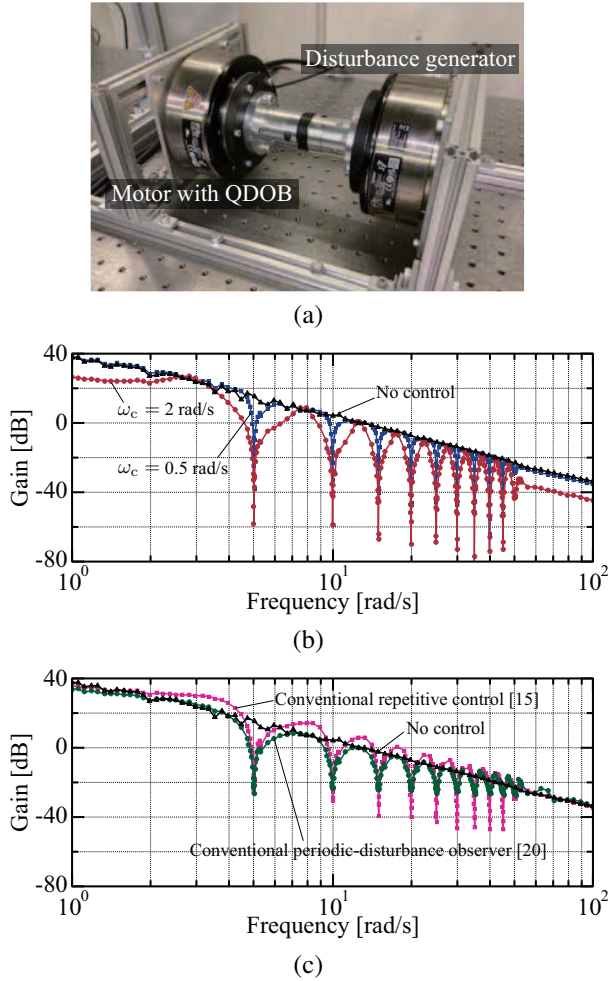 Disturbance generator
Motor with QDOB
(a)
40
0
-40
-80
Gain [dB]
No control
ω_c = 2 rad/s
ω_c = 0.5 rad/s
10^0
10^1
10^2
Frequency [rad/s]
(b)
40
0
-40
-80
Gain [dB]
Conventional repetitive control [15]
No control
Conventional periodic-disturbance observer [20]
10^0
10^1
10^2
Frequency [rad/s]
(c)